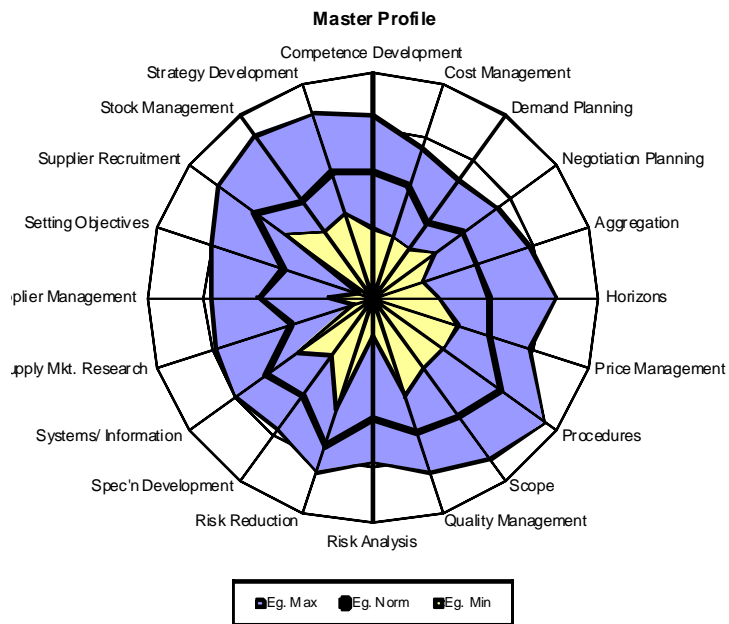 Master Profile
Competence Development
Strategy Development
Cost Management
Stock Management
Demand Planning
Supplier Recruitment
Negotiation Planning
Setting Objectives
Aggregation
plier Management
Horizons
upply Mkt. Research
Price Management
Systems/ Information
Procedures
Spec'n Development
Scope
Risk Reduction
Quality Management
Risk Analysis
Eg. Max Eg. Norm Eg. Min